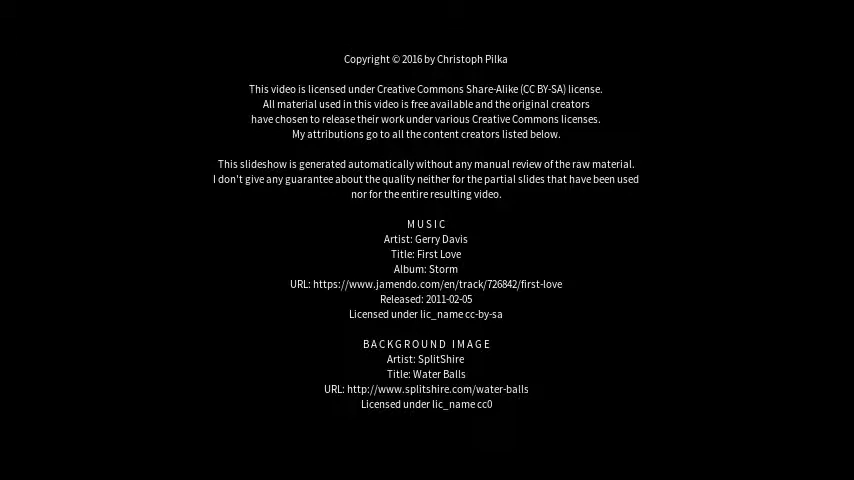 Copyright © 2016 by Christoph Pilka
This video is licensed under Creative Commons Share-Alike (CC BY-SA) license.
All material used in this video is free available and the original creators
have chosen to release their work under various Creative Commons licenses.
My attributions go to all the content creators listed below.
This slideshow is generated automatically without any manual review of the raw material.
I don't give any guarantee about the quality neither for the partial slides that have been used
nor for the entire resulting video.
MUSIC
Artist: Gerry Davis
Title: First Love
Album: Storm
URL: https://www.jamendo.com/en/track/726842/first-love
Released: 2011-02-05
Licensed under lic_name cc-by-sa
BACKGROUND IMAGE
Artist: SplitShire
Title: Water Balls
URL: http://www.splitshire.com/water-balls
Licensed under lic_name cc0